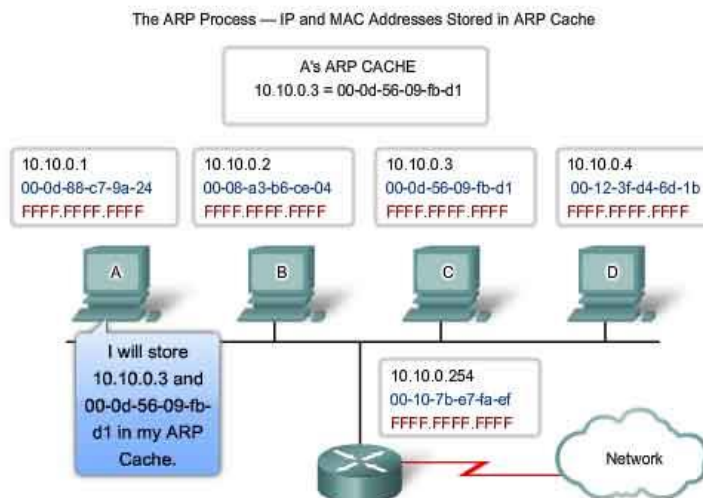 The ARP Process — IP and MAC Addresses Stored in ARP Cache
A's ARP CACHE
10.10.0.3 = 00-0d-56-09-fb-d1
10.10.0.1
00-0d-88-c7-9a-24
FFFF.FFFF.FFFF
10.10.0.2
00-08-a3-b6-ce-04
FFFF.FFFF.FFFF
10.10.0.3
00-0d-56-09-fb-d1
FFFF.FFFF.FFFF
10.10.0.4
00-12-3f-d4-6d-1b
FFFF.FFFF.FFFF
A
B
C
D
I will store
10.10.0.3 and
00-0d-56-09-fb-
d1 in my ARP
Cache.
10.10.0.254
00-10-7b-e7-fa-ef
FFFF.FFFF.FFFF
Network